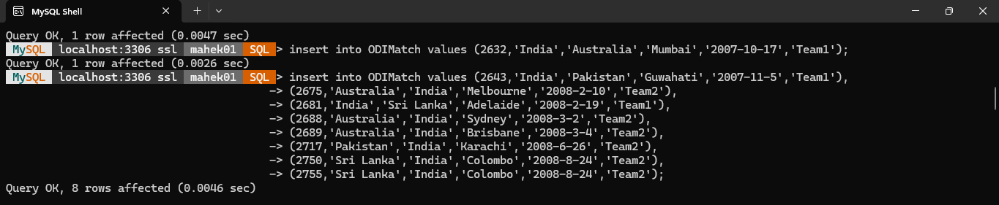 MySQL Shell
Query OK, 1 row affected (0.0047 sec)
MySQL localhost:3306 ssl mahek01 SQL > insert into ODIMatch values (2632,'India','Australia','Mumbai','2007-10-17','Team1');
Query OK, 1 row affected (0.0026 sec)
MySQL localhost:3306 ssl mahek01 SQL > insert into ODIMatch values (2643,'India','Pakistan','Guwahati','2007-11-5','Team1'),
-> (2675,'Australia','India','Melbourne','2008-2-10','Team2'),
-> (2681,'India','Sri Lanka','Adelaide','2008-2-19','Team1'),
-> (2688,'Australia','India','Sydney','2008-3-2','Team2'),
-> (2689,'Australia','India','Brisbane','2008-3-4','Team2'),
-> (2717,'Pakistan','India','Karachi','2008-6-26','Team2'),
-> (2750,'Sri Lanka','India','Colombo','2008-8-24','Team2'),
-> (2755,'Sri Lanka','India','Colombo','2008-8-24','Team2');
Query OK, 8 rows affected (0.0046 sec)